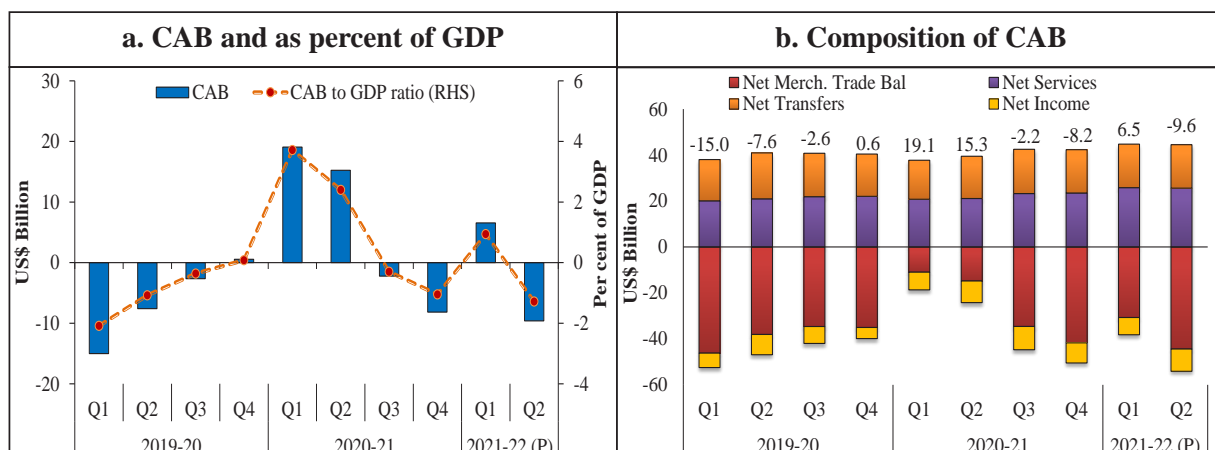 a. CAB and as percent of GDP
30
20
10
0
-10
-20
US$ Billion
CAB
CAB to GDP ratio (RHS)
6
4
2
0
-2
-4
Per cent of GDP
Q1 Q2 Q3 Q4 Q1 Q2 Q3 Q4 Q1 Q2
2019-20 2020-21 2021-22 (P)
b. Composition of CAB
Net Merch. Trade Bal Net Services
Net Transfers Net Income
60
40
20
0
-20
-40
-60
US$ Billion
-15.0 -7.6 -2.6 0.6 19.1 15.3 -2.2 -8.2 6.5 -9.6
Q1 Q2 Q3 Q4 Q1 Q2 Q3 Q4 Q1 Q2
2019-20 2020-21 2021-22 (P)